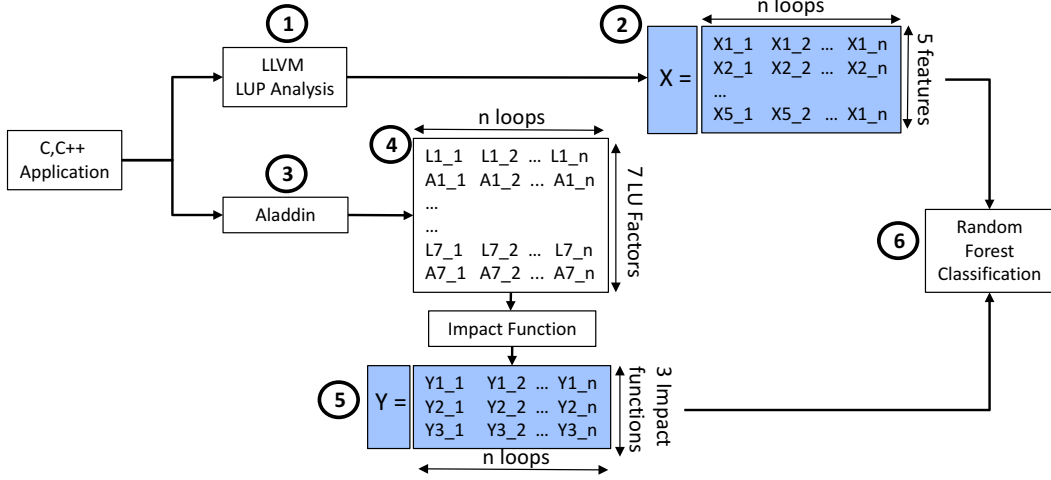 1
LLVM
LUP Analysis
2
n loops
X =
X1_1 X1_2 ... X1_n
X2_1 X2_2 ... X2_n
...
X5_1 X5_2 ... X1_n
5 features
C,C++
Application
3
Aladdin
4
n loops
L1_1 L1_2 ... L1_n
A1_1 A1_2 ... A1_n
...
...
L7_1 L7_2 ... L7_n
A7_1 A7_2 ... A7_n
7 LU Factors
6
Random
Forest
Classification
Impact Function
5
Y =
Y1_1 Y1_2 ... Y1_n
Y2_1 Y2_2 ... Y2_n
Y3_1 Y3_2 ... Y3_n
3 Impact
functions
n loops